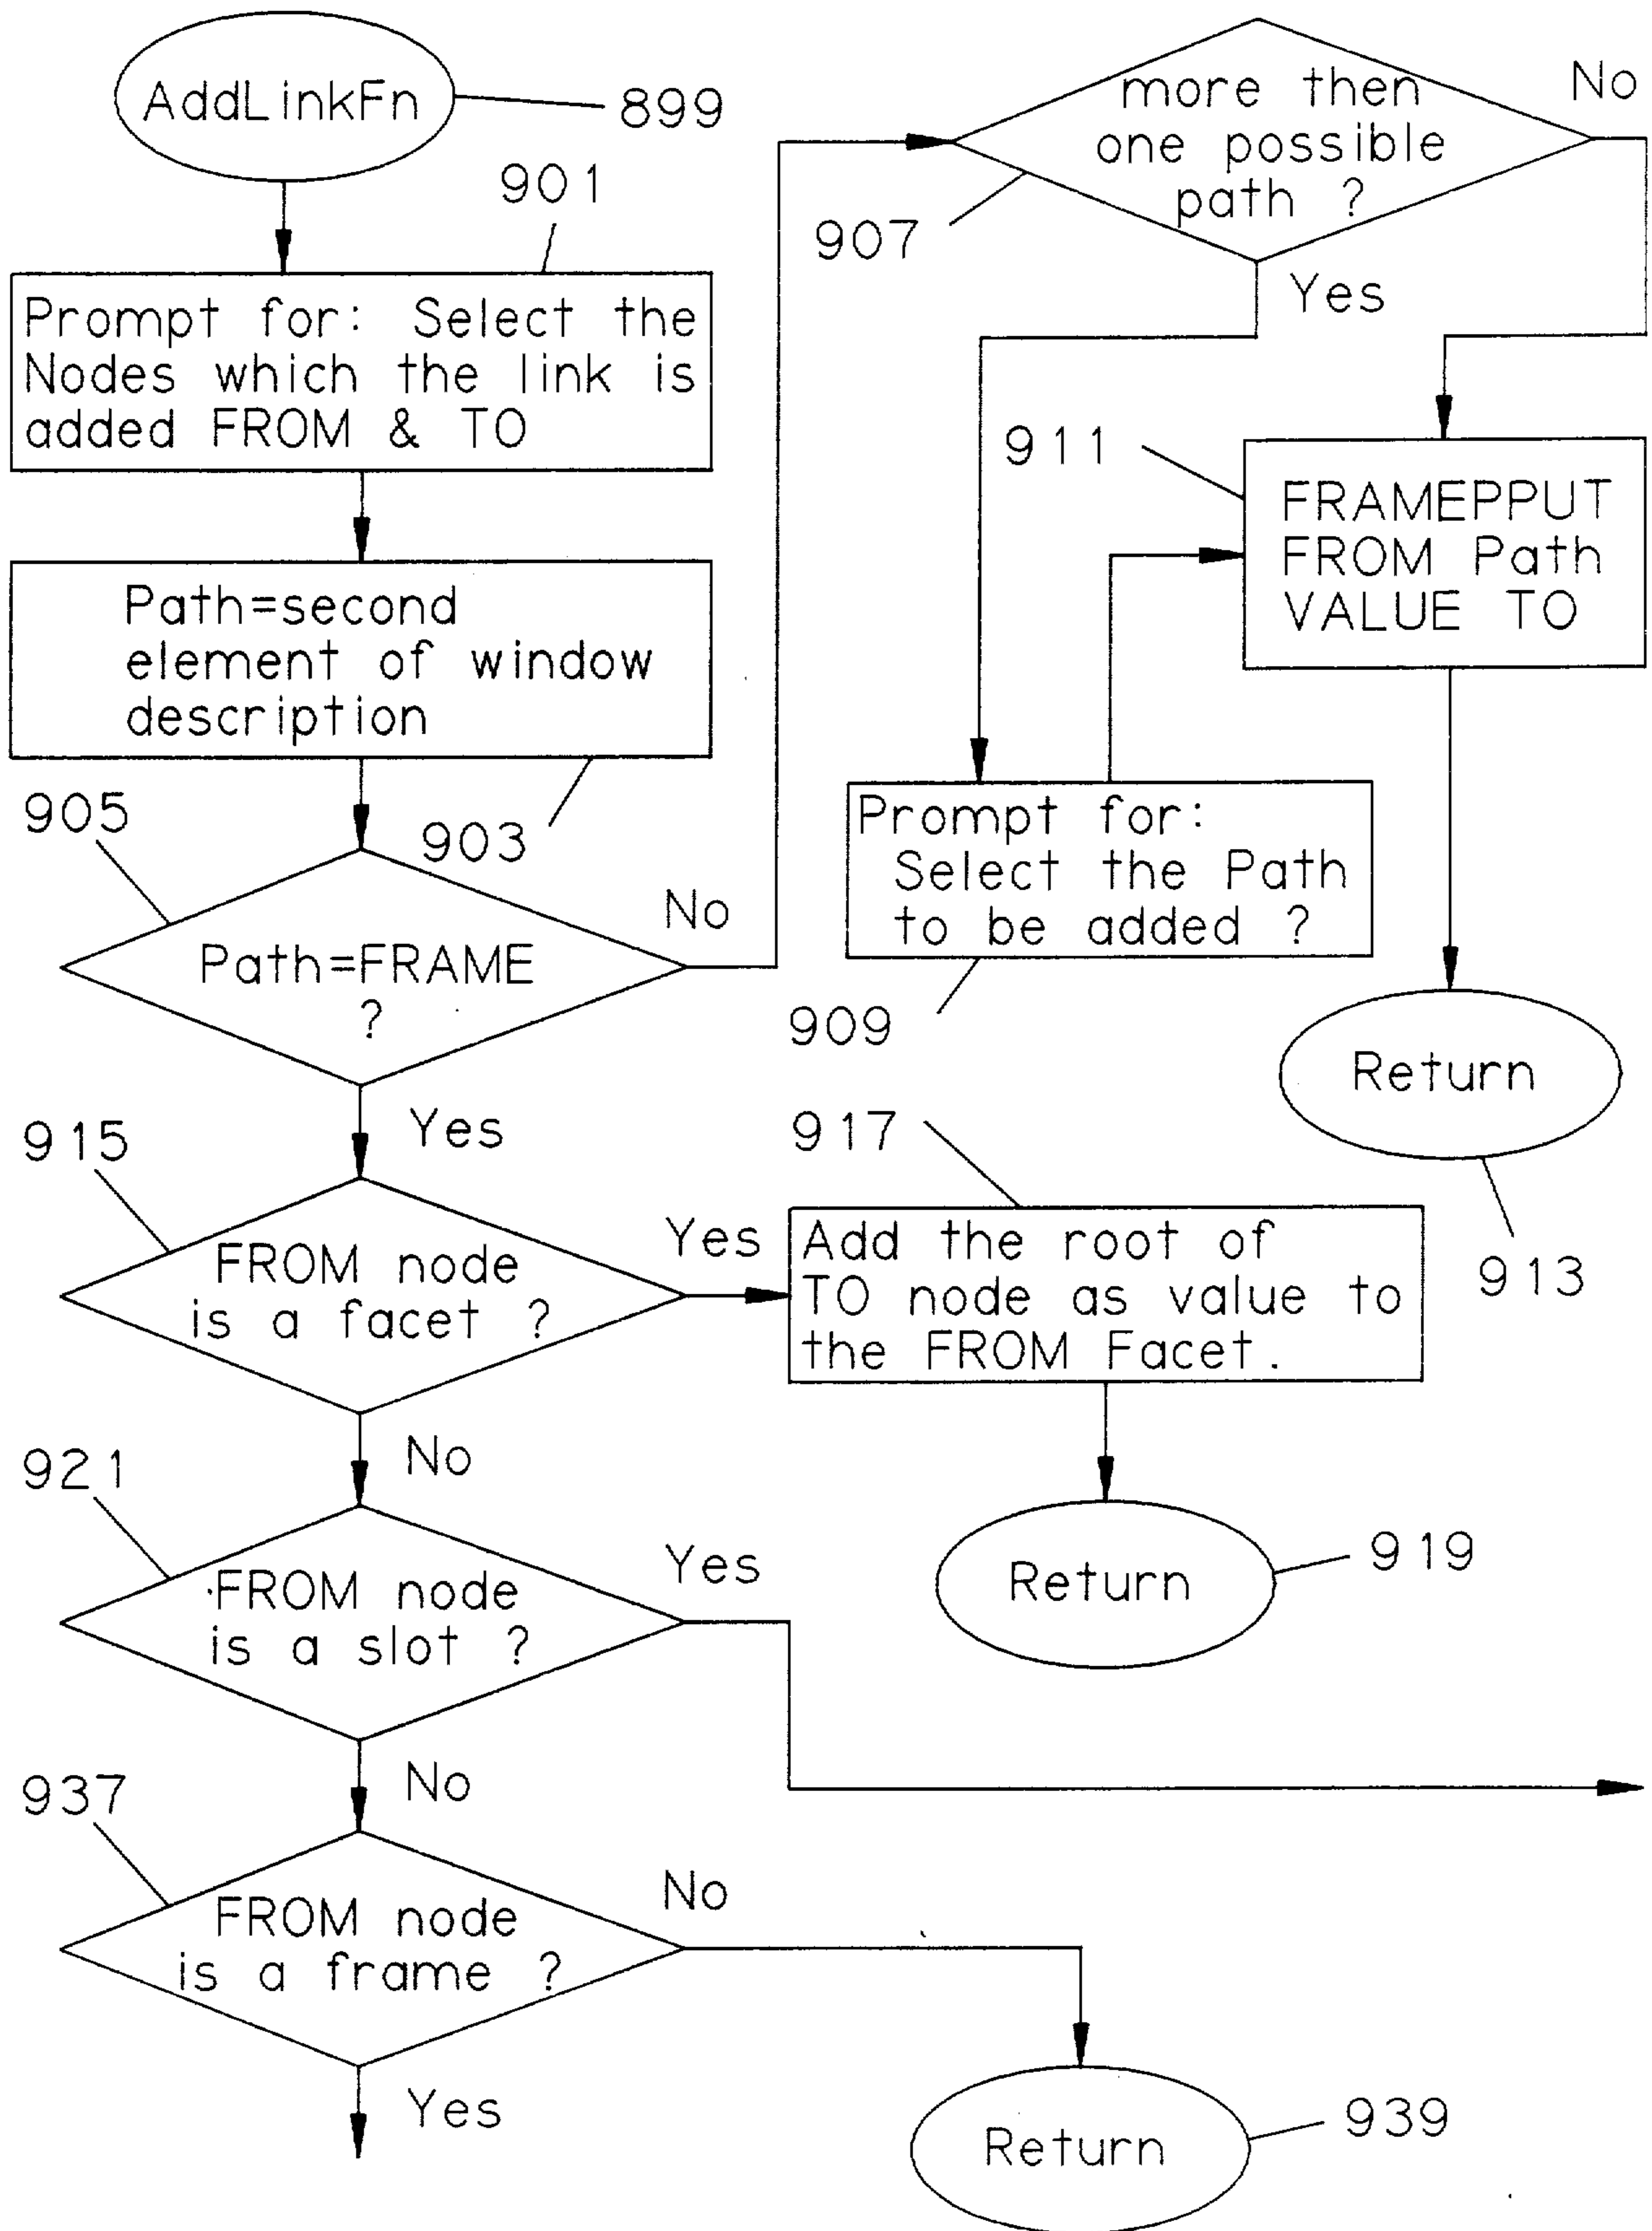 AddLinkFn
899
901
Prompt for: Select the
Nodes which the link is
added FROM & TO
Path=second
element of window
description
903
905
Path=FRAME
?
No
Yes
more then
one possible
path ?
907
No
Yes
911
FRAMEPPUT
FROM Path
VALUE TO
Prompt for:
Select the Path
to be added ?
909
Return
913
915
FROM node
is a facet ?
Yes
No
917
Add the root of
TO node as value to
the FROM Facet.
Return
919
921
FROM node
is a slot ?
Yes
No
937
FROM node
is a frame ?
No
Yes
Return
939